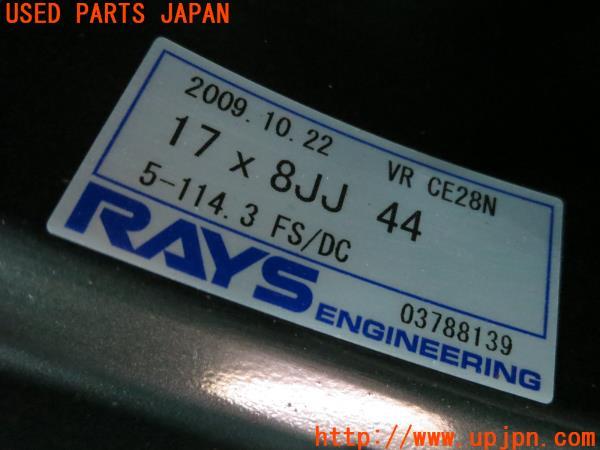 USED PARTS JAPAN
2009.10.22 VR CE28N
17 x 8JJ 44
5-114.3 FS/DC
RAYS
03788139
ENGINEERING
http://www.upjpn.com